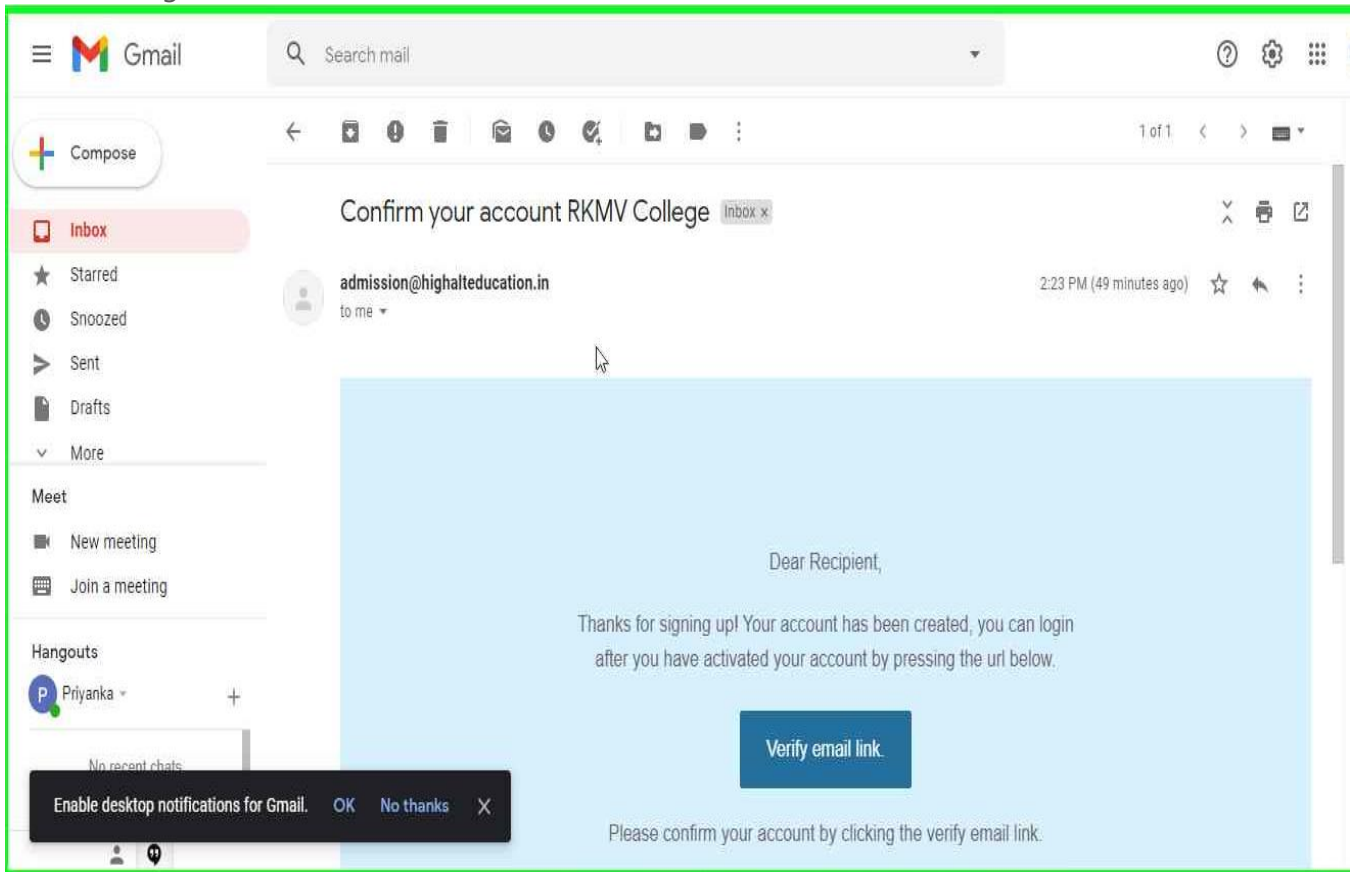 Gmail
Search mail
Compose
1 of 1
Inbox
Starred
Snoozed
Sent
Drafts
More
Meet
New meeting
Join a meeting
Hangouts
P Priyanka
No recent chats
Confirm your account RKMV College Inbox x
admission@highalteducation.in
2:23 PM (49 minutes ago)
to me
Dear Recipient,
Thanks for signing up! Your account has been created, you can login
after you have activated your account by pressing the url below.
Verify email link.
Please confirm your account by clicking the verify email link.
Enable desktop notifications for Gmail. OK No thanks X